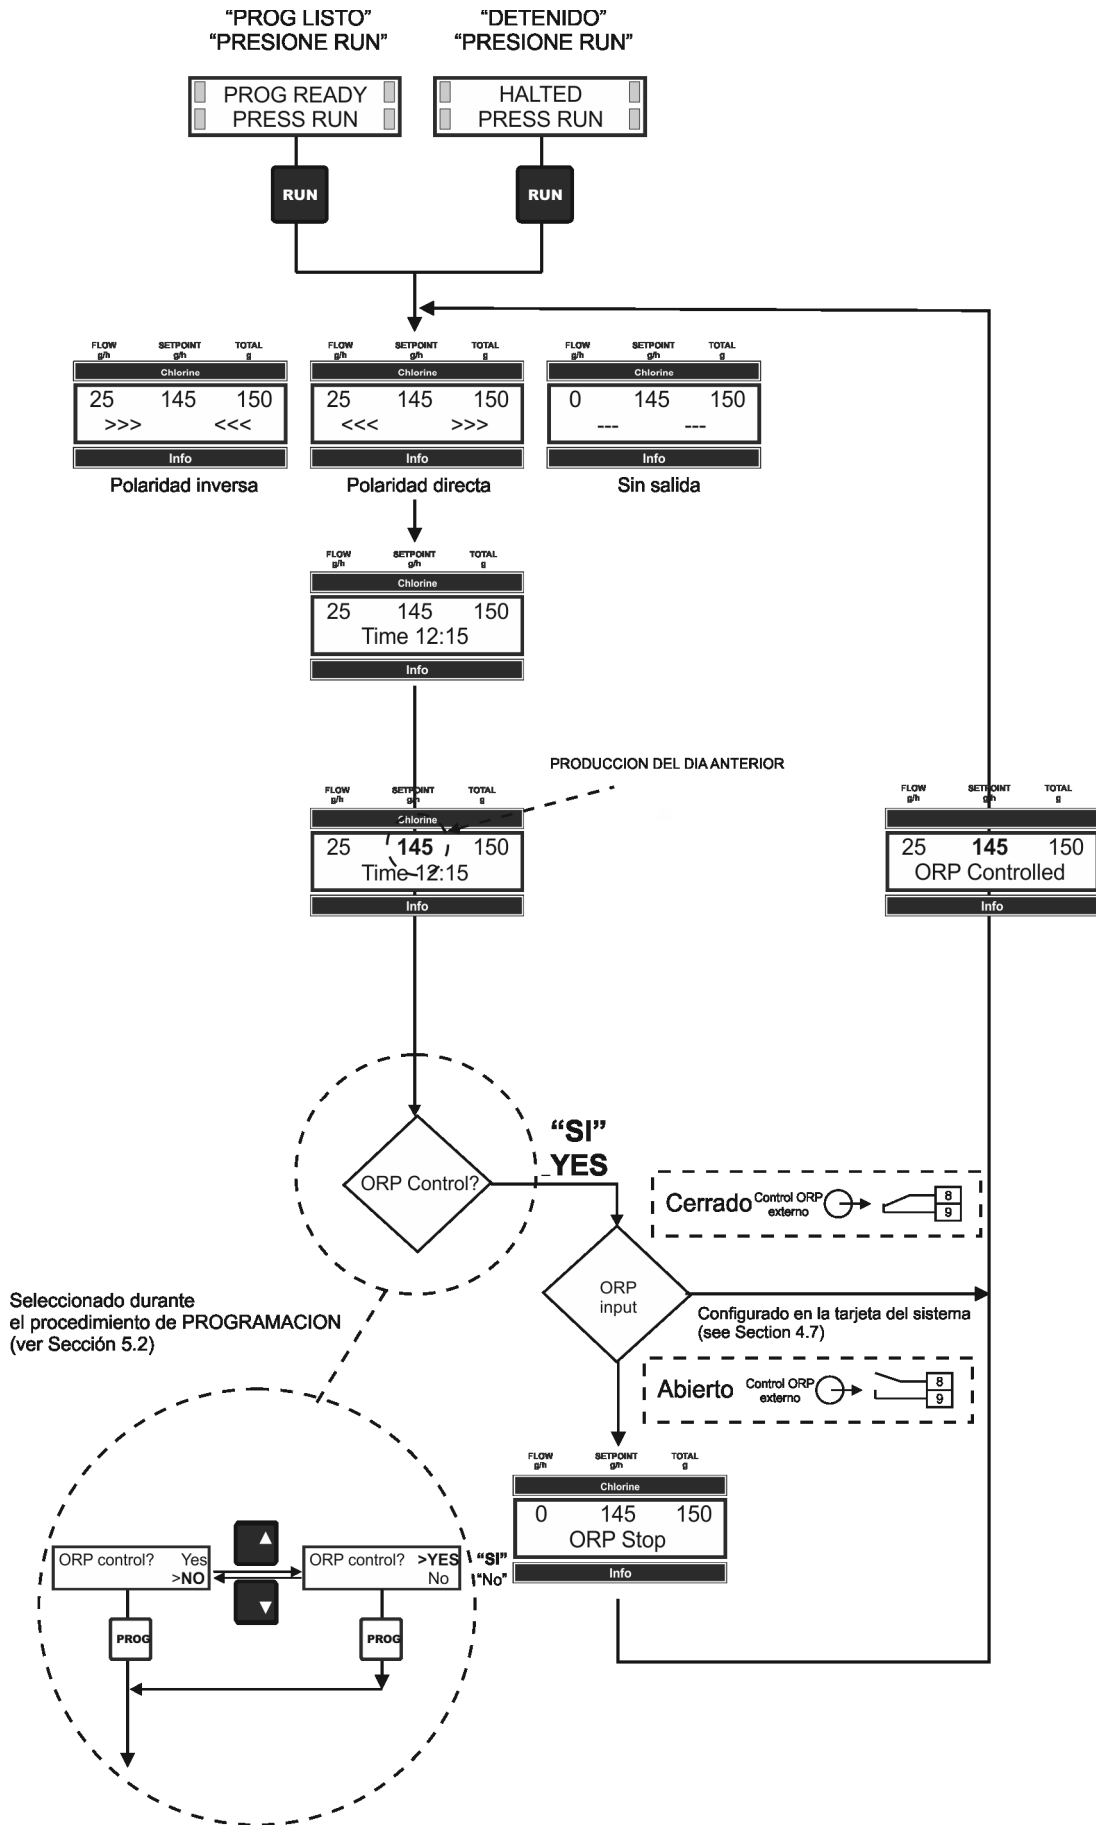 “PROG LISTO”
“PRESIONE RUN”
“DETENIDO”
“PRESIONE RUN”
PROG READY
PRESS RUN
HALTED
PRESS RUN
RUN
RUN
FLOW SETPOINT TOTAL
g/h g/h g
Chlorine
25 145 150
>>> <<<
Info
Polaridad inversa
FLOW SETPOINT TOTAL
g/h g/h g
Chlorine
25 145 150
<<< >>>
Info
Polaridad directa
FLOW SETPOINT TOTAL
g/h g/h g
Chlorine
0 145 150
--- ---
Info
Sin salida
FLOW SETPOINT TOTAL
g/h g/h g
Chlorine
25 145 150
Time 12:15
Info
PRODUCCION DEL DIA ANTERIOR
FLOW SETPOINT TOTAL
g/h g/h g
Chlorine
25 145 150
Time 12:15
Info
FLOW SETPOINT TOTAL
g/h g/h g
25 145 150
ORP Controlled
Info
ORP Control?
“SI”
_YES
Cerrado Control ORP
externo
8
9
ORP
input
Configurado en la tarjeta del sistema
(see Section 4.7)
Abierto Control ORP
externo
8
9
Seleccionado durante
el procedimiento de PROGRAMACION
(ver Sección 5.2)
FLOW SETPOINT TOTAL
g/h g/h g
Chlorine
0 145 150
ORP Stop
Info
ORP control? Yes
>NO
ORP control? >YES
No
“SI”
“No”
PROG
PROG